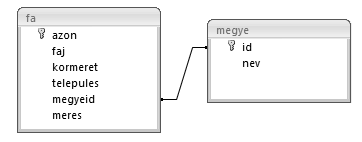 fa
azon
faj
kormeret
telepules
megyeid
meres
megye
id
nev